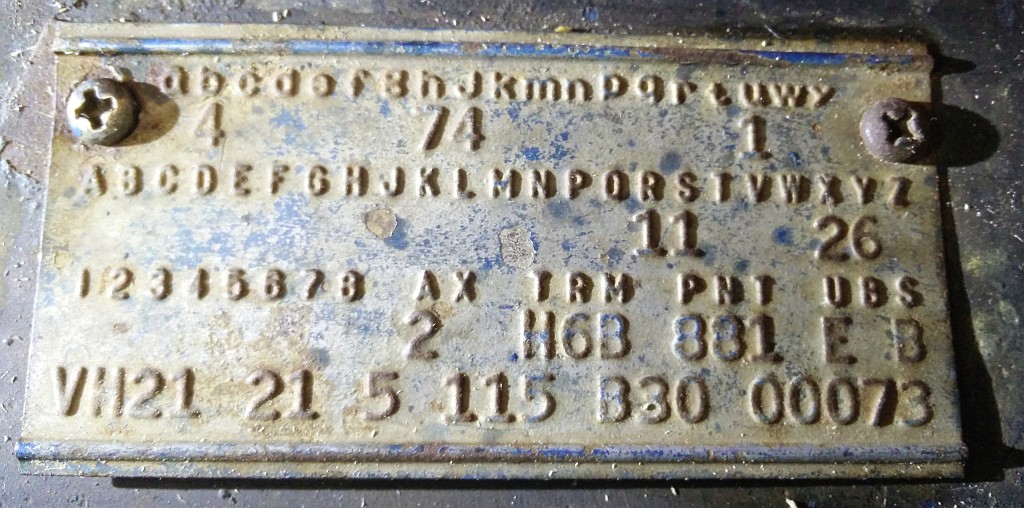 abcdefghJkmnpqrtuwy
4 74 1
ABCDEFGHJKLMNPQRSTVWXYZ
11 26
12345678 AX TRM PNT UBS
2 H6B 881 E B
VH21 21 5 115 B30 00073